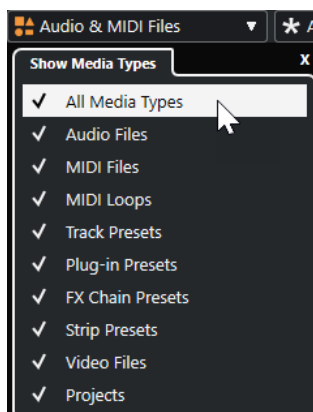 Audio & MIDI Files
Show Media Types X
All Media Types
Audio Files
MIDI Files
MIDI Loops
Track Presets
Plug-in Presets
FX Chain Presets
Strip Presets
Video Files
Projects